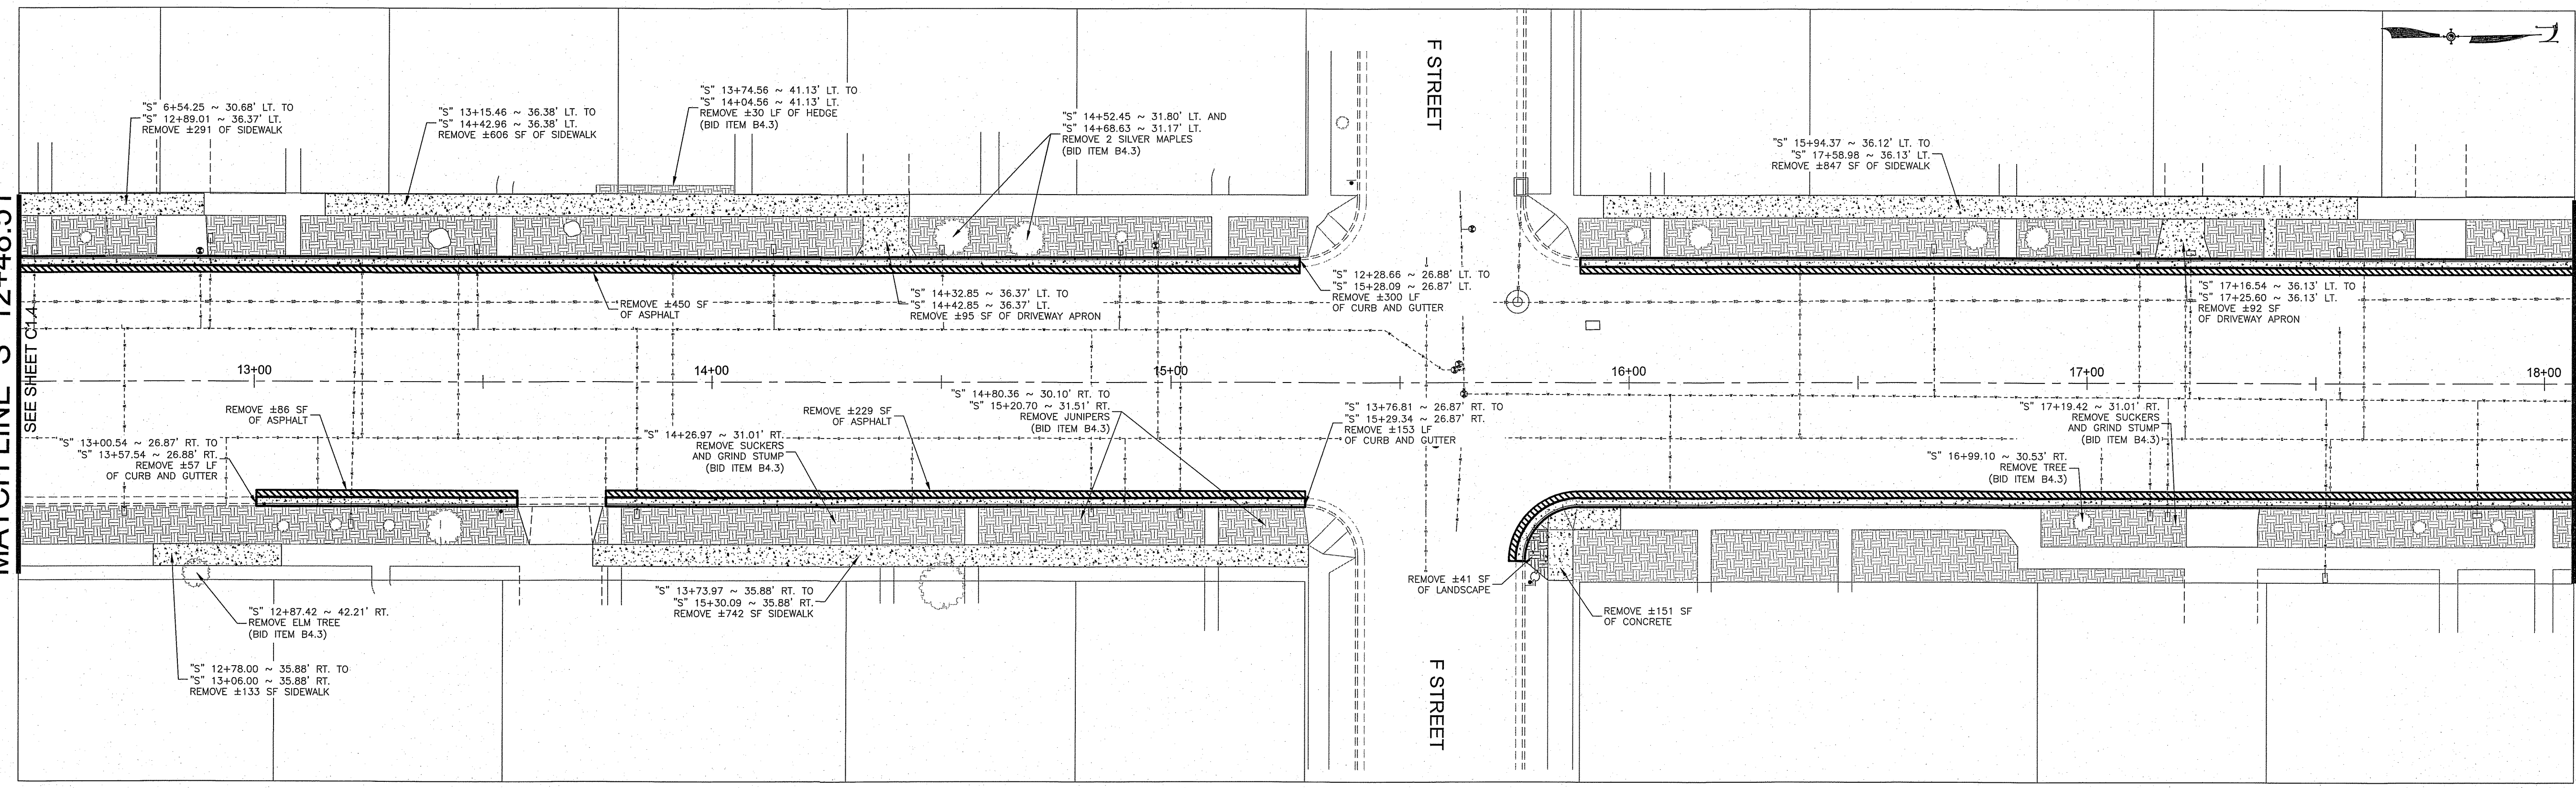 MATCHLINE "S" 12+48.51
SEE SHEET C1.4
"S" 6+54.25 ~ 30.68' LT. TO
"S" 12+89.01 ~ 36.37' LT.
REMOVE ±291 OF SIDEWALK
"S" 13+15.46 ~ 36.38' LT. TO
"S" 14+42.96 ~ 36.38' LT.
REMOVE ±606 SF OF SIDEWALK
"S" 13+74.56 ~ 41.13' LT. TO
"S" 14+04.56 ~ 41.13' LT.
REMOVE ±30 LF OF HEDGE
(BID ITEM B4.3)
"S" 14+52.45 ~ 31.80' LT. AND
"S" 14+68.63 ~ 31.17' LT.
REMOVE 2 SILVER MAPLES
(BID ITEM B4.3)
F STREET
"S" 15+94.37 ~ 36.12' LT. TO
"S" 17+58.98 ~ 36.13' LT.
REMOVE ±847 SF OF SIDEWALK
REMOVE ±450 SF
OF ASPHALT
"S" 14+32.85 ~ 36.37' LT. TO
"S" 14+42.85 ~ 36.37' LT.
REMOVE ±95 SF OF DRIVEWAY APRON
"S" 12+28.66 ~ 26.88' LT. TO
"S" 15+28.09 ~ 26.87' LT.
REMOVE ±300 LF
OF CURB AND GUTTER
"S" 17+16.54 ~ 36.13' LT. TO
"S" 17+25.60 ~ 36.13' LT.
REMOVE ±92 SF
OF DRIVEWAY APRON
13+00
14+00
15+00
16+00
17+00
18+00
REMOVE ±86 SF
OF ASPHALT
"S" 13+00.54 ~ 26.87' RT. TO
"S" 13+57.54 ~ 26.88' RT.
REMOVE ±57 LF
OF CURB AND GUTTER
"S" 14+26.97 ~ 31.01' RT.
REMOVE SUCKERS
AND GRIND STUMP
(BID ITEM B4.3)
REMOVE ±229 SF
OF ASPHALT
"S" 14+80.36 ~ 30.10' RT. TO
"S" 15+20.70 ~ 31.51' RT.
REMOVE JUNIPERS
(BID ITEM B4.3)
"S" 13+76.81 ~ 26.87' RT. TO
"S" 15+29.34 ~ 26.87' RT.
REMOVE ±153 LF
OF CURB AND GUTTER
"S" 17+19.42 ~ 31.01' RT.
REMOVE SUCKERS
AND GRIND STUMP
(BID ITEM B4.3)
"S" 16+99.10 ~ 30.53' RT.
REMOVE TREE
(BID ITEM B4.3)
"S" 12+87.42 ~ 42.21' RT.
REMOVE ELM TREE
(BID ITEM B4.3)
"S" 12+78.00 ~ 35.88' RT. TO
"S" 13+06.00 ~ 35.88' RT.
REMOVE ±133 SF SIDEWALK
"S" 13+73.97 ~ 35.88' RT. TO
"S" 15+30.09 ~ 35.88' RT.
REMOVE ±742 SF SIDEWALK
REMOVE ±41 SF
OF LANDSCAPE
REMOVE ±151 SF
OF CONCRETE
F STREET